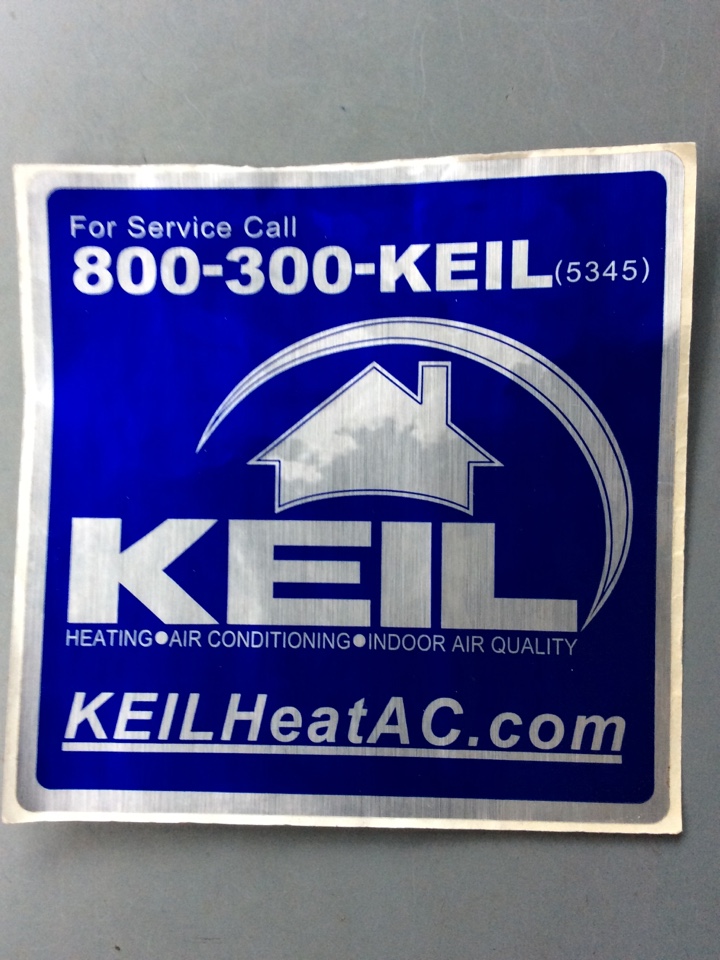 For Service Call
800-300-KEIL (5345)
KEIL
HEATING•AIR CONDITIONING•INDOOR AIR QUALITY
KEILHeatAC.com